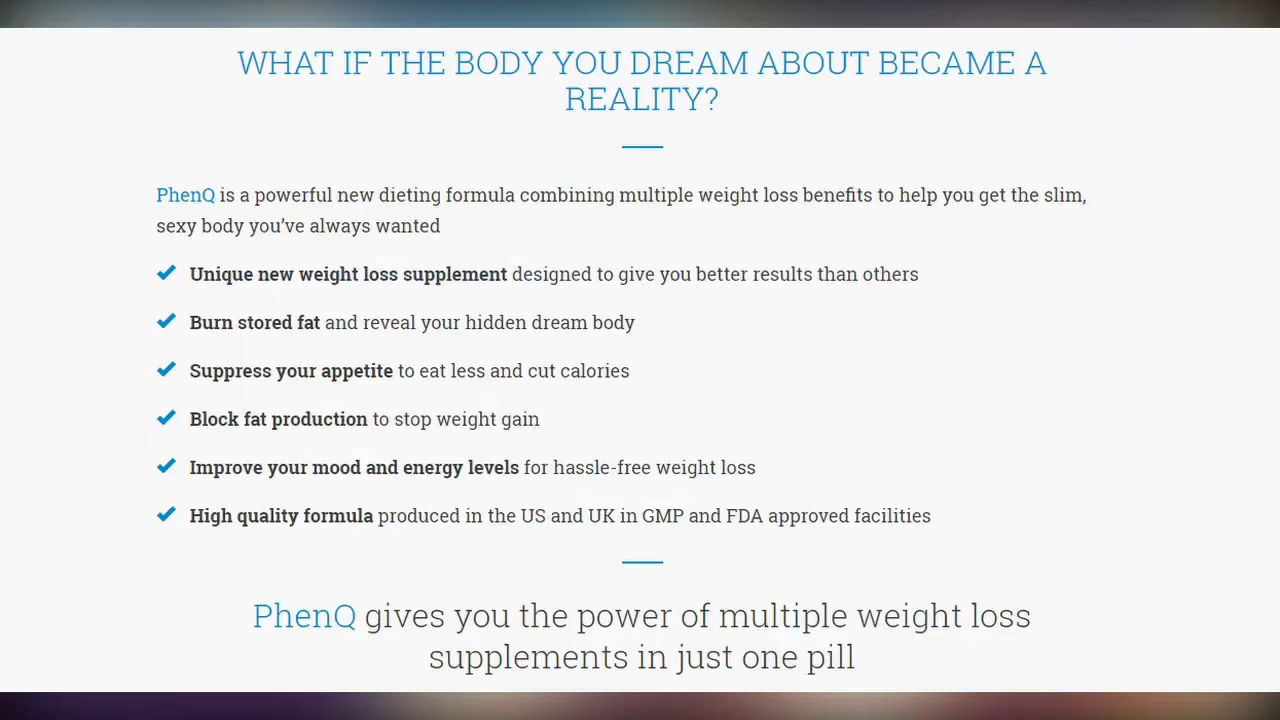 WHAT IF THE BODY YOU DREAM ABOUT BECAME A
REALITY?
PhenQ is a powerful new dieting formula combining multiple weight loss benefits to help you get the slim,
sexy body you’ve always wanted
Unique new weight loss supplement designed to give you better results than others
Burn stored fat and reveal your hidden dream body
Suppress your appetite to eat less and cut calories
Block fat production to stop weight gain
Improve your mood and energy levels for hassle-free weight loss
High quality formula produced in the US and UK in GMP and FDA approved facilities
PhenQ gives you the power of multiple weight loss
supplements in just one pill